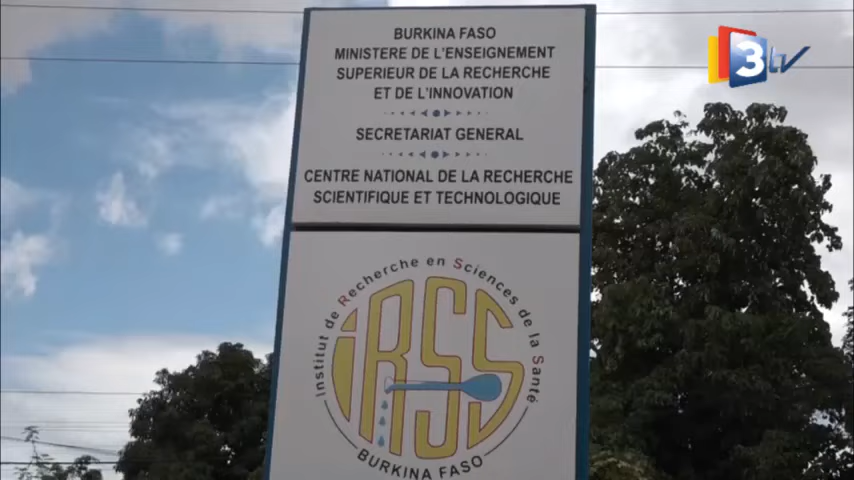 BURKINA FASO
MINISTERE DE L'ENSEIGNEMENT
SUPERIEUR DE LA RECHERCHE
ET DE L'INNOVATION
SECRETARIAT GENERAL
CENTRE NATIONAL DE LA RECHERCHE
SCIENTIFIQUE ET TECHNOLOGIQUE
Institut de Recherche en Sciences de la Santé
iRSS
BURKINA FASO
3tv